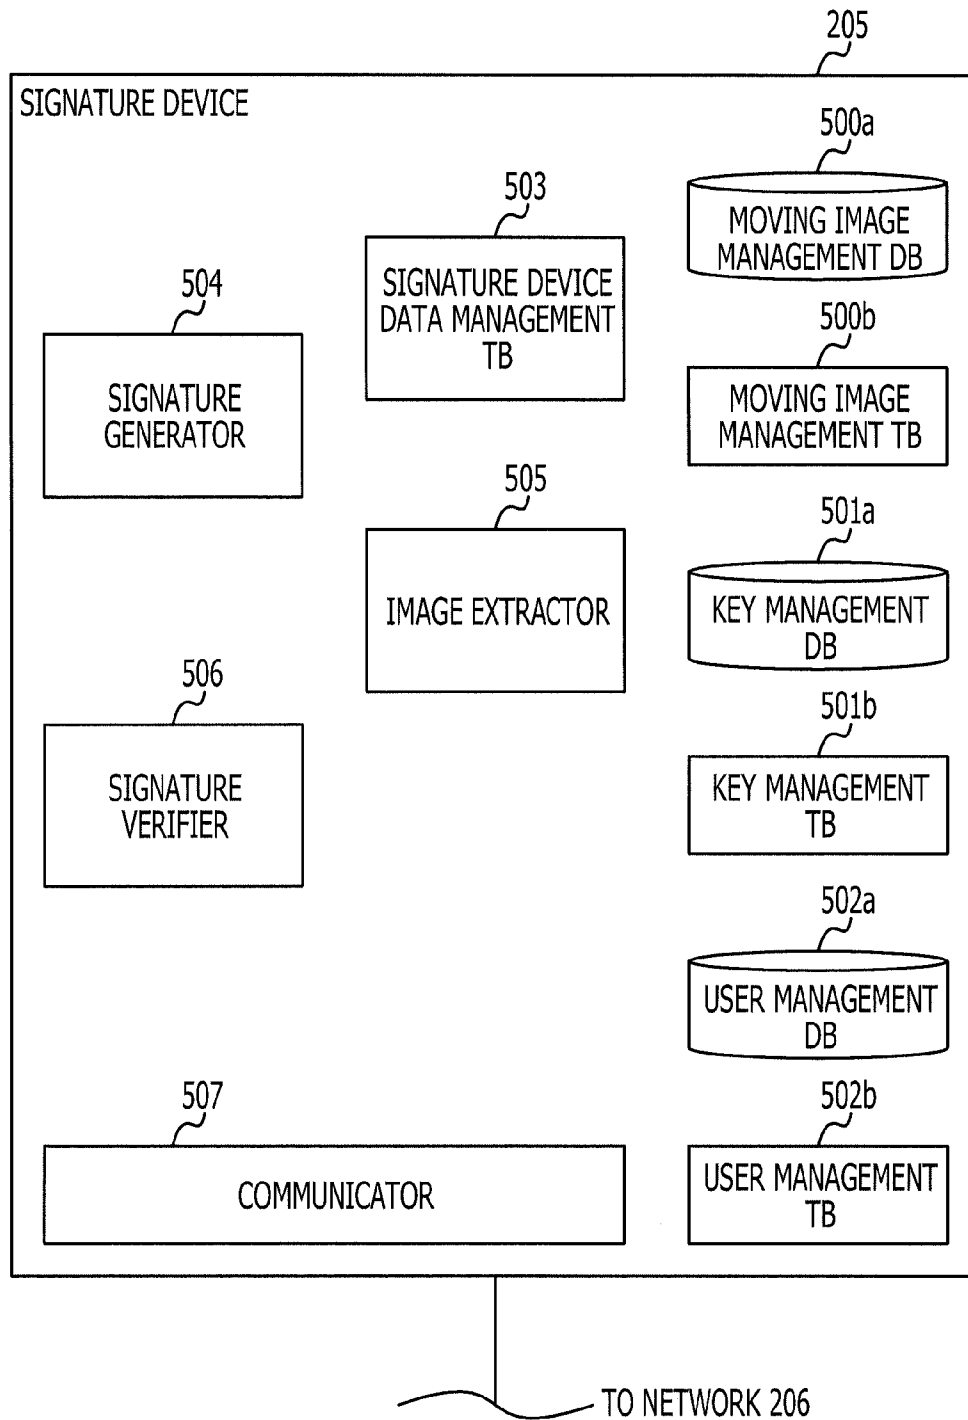 205
SIGNATURE DEVICE
500a
MOVING IMAGE
MANAGEMENT DB
503
SIGNATURE DEVICE
DATA MANAGEMENT
TB
504
SIGNATURE
GENERATOR
500b
MOVING IMAGE
MANAGEMENT TB
505
IMAGE EXTRACTOR
501a
KEY MANAGEMENT
DB
506
SIGNATURE
VERIFIER
501b
KEY MANAGEMENT
TB
502a
USER MANAGEMENT
DB
507
COMMUNICATOR
502b
USER MANAGEMENT
TB
TO NETWORK 206